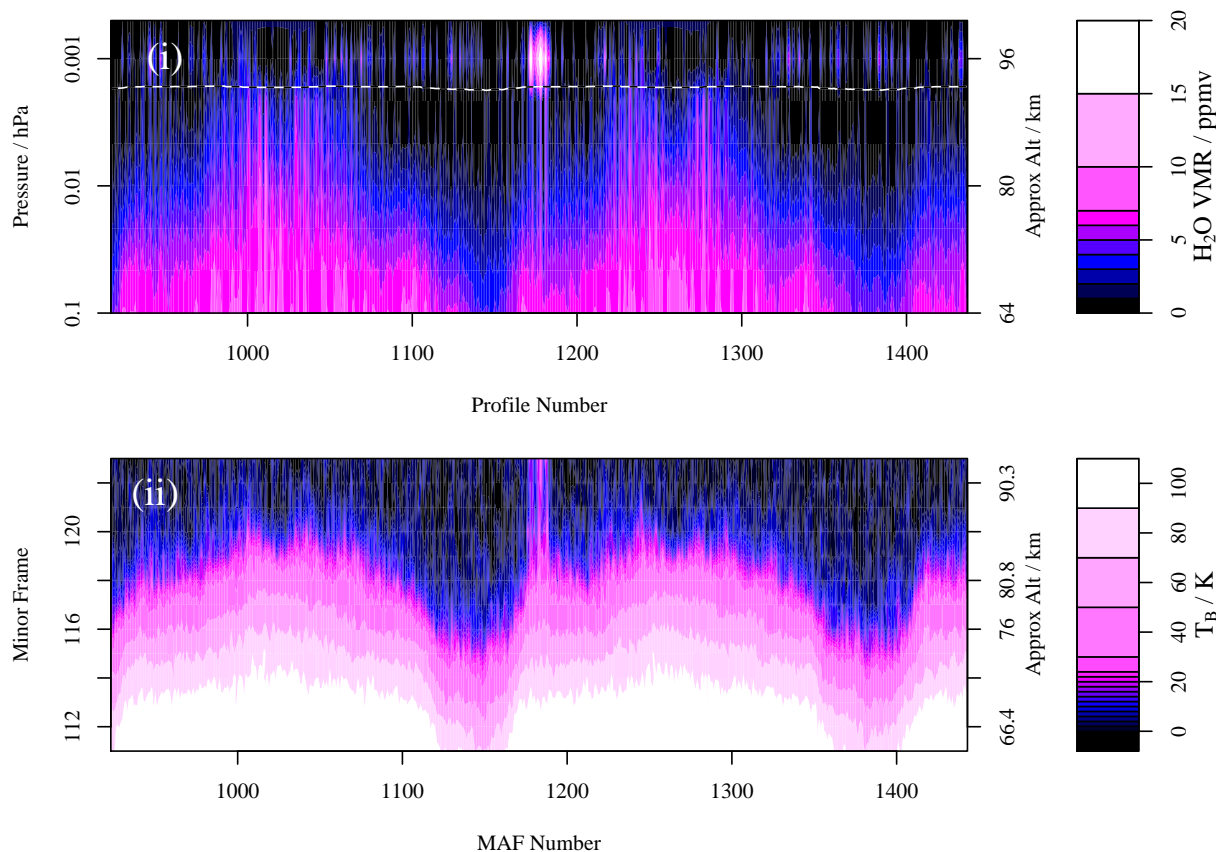 (i)
Pressure / hPa
0.001
0.01
0.1
96
80
64
Approx Alt / km
1000 1100 1200 1300 1400
Profile Number
0 5 10 15 20
H₂O VMR / ppmv
(ii)
Minor Frame
120
116
112
90.3
80.8
76
66.4
Approx Alt / km
1000 1100 1200 1300 1400
MAF Number
0 20 40 60 80 100
T_B / K